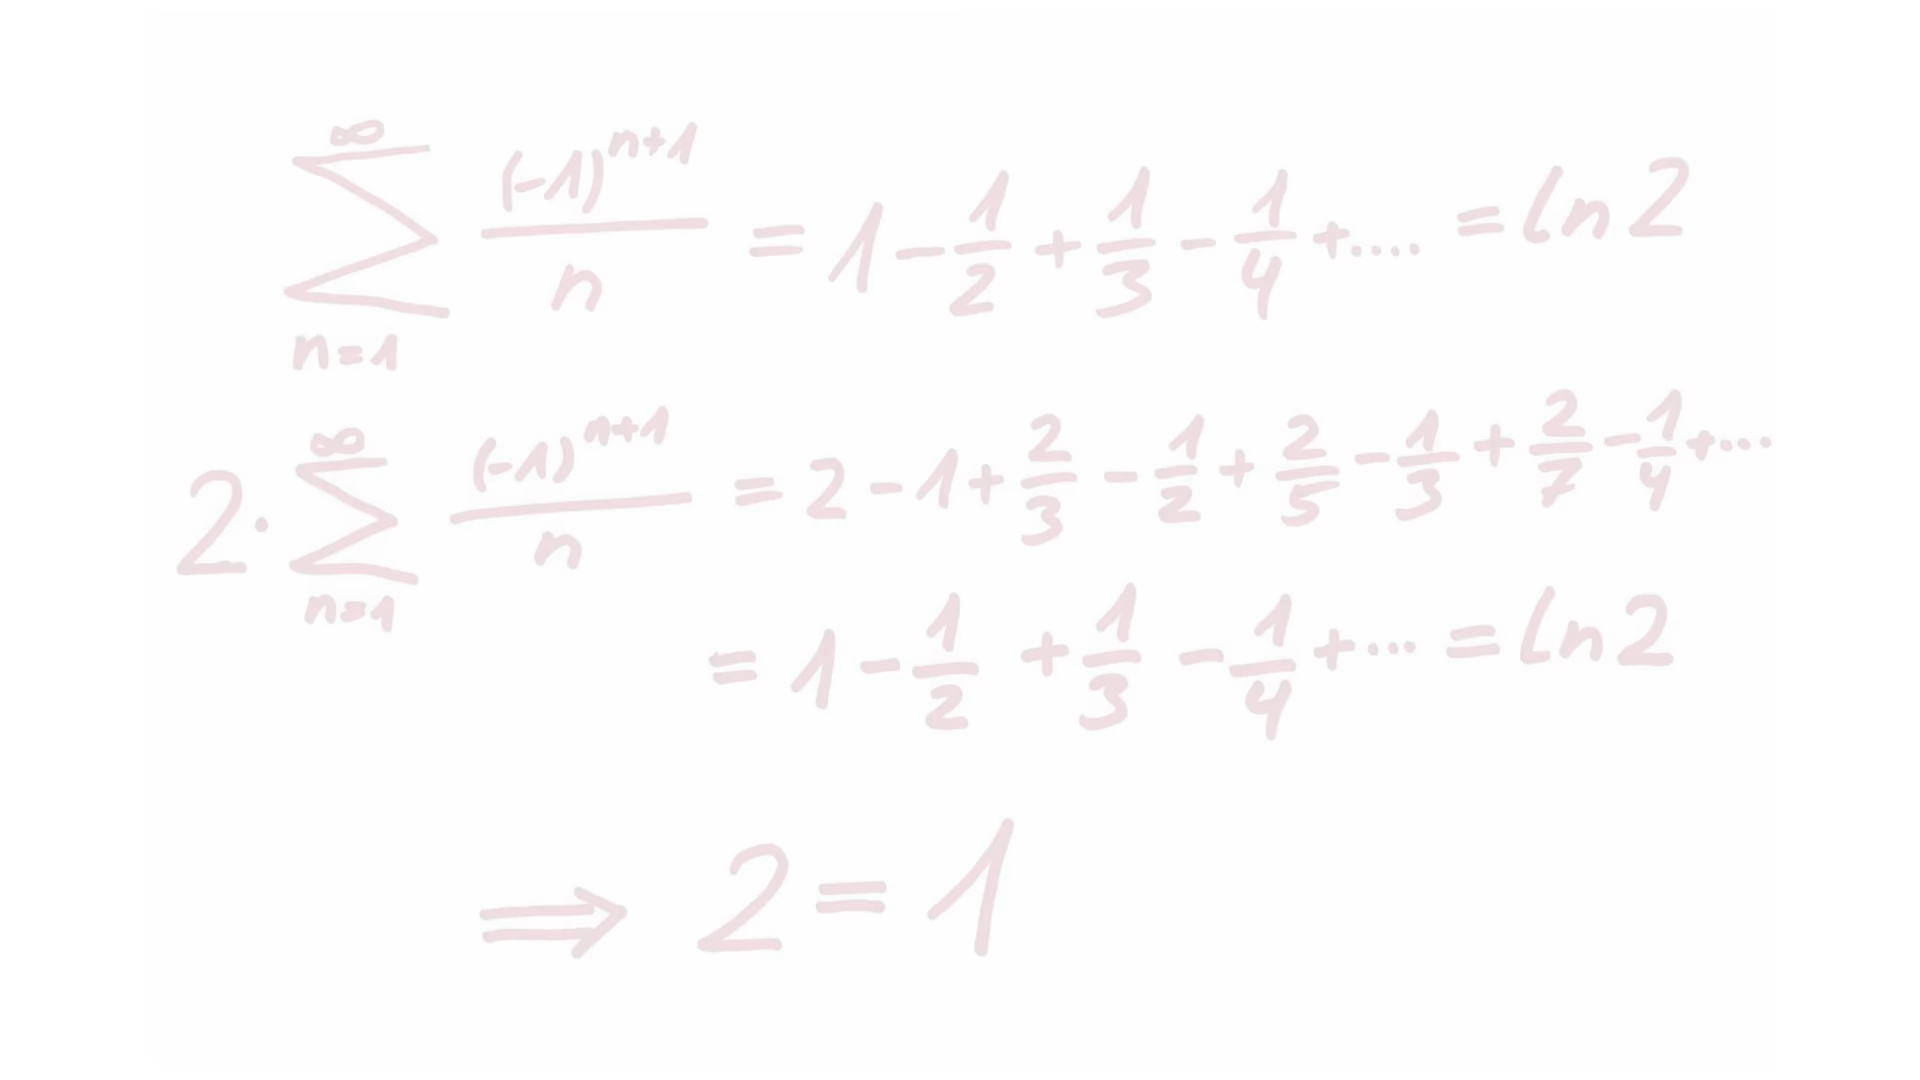 ∞
∑ (-1)^{n+1} / n = 1 - 1/2 + 1/3 - 1/4 + .... = ln 2
n=1
∞
2 · ∑ (-1)^{n+1} / n = 2 - 1 + 2/3 - 1/2 + 2/5 - 1/3 + 2/7 - 1/4 + ...
n=1
= 1 - 1/2 + 1/3 - 1/4 + ... = ln 2
⇒ 2 = 1